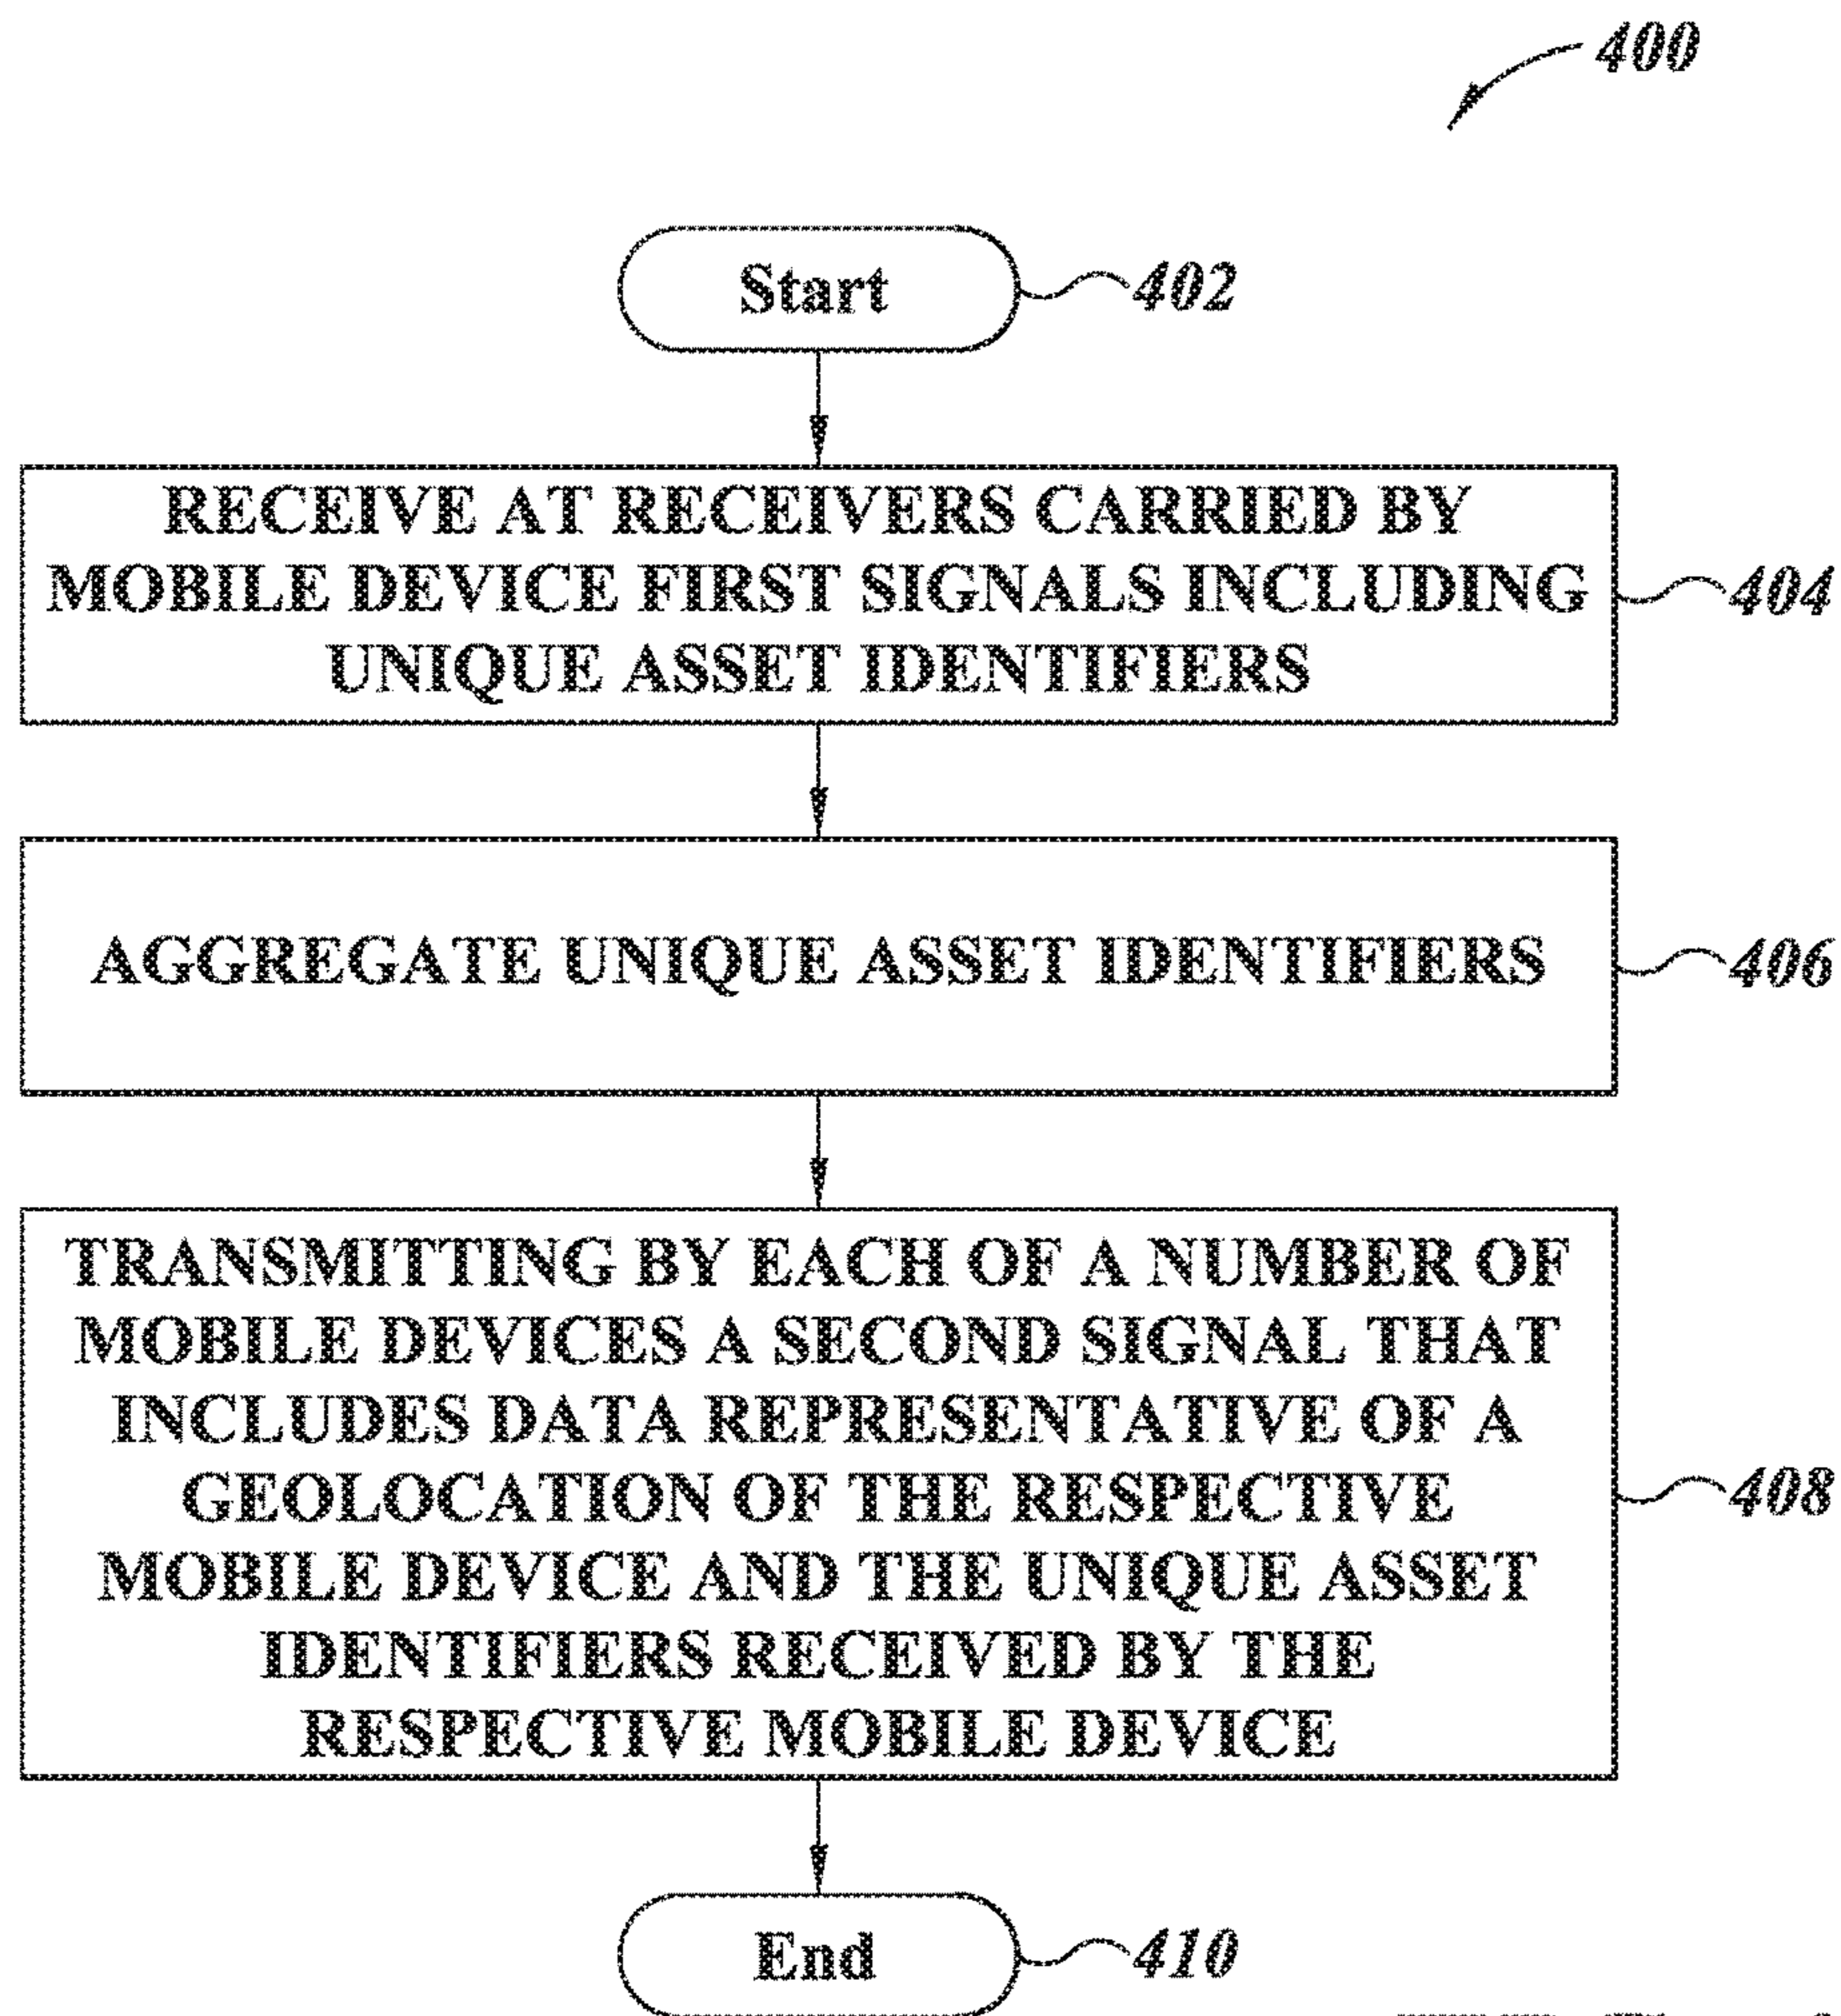 400
Start
402
RECEIVE AT RECEIVERS CARRIED BY
MOBILE DEVICE FIRST SIGNALS INCLUDING
UNIQUE ASSET IDENTIFIERS
404
AGGREGATE UNIQUE ASSET IDENTIFIERS
406
TRANSMITTING BY EACH OF A NUMBER OF
MOBILE DEVICES A SECOND SIGNAL THAT
INCLUDES DATA REPRESENTATIVE OF A
GEOLOCATION OF THE RESPECTIVE
MOBILE DEVICE AND THE UNIQUE ASSET
IDENTIFIERS RECEIVED BY THE
RESPECTIVE MOBILE DEVICE
408
End
410